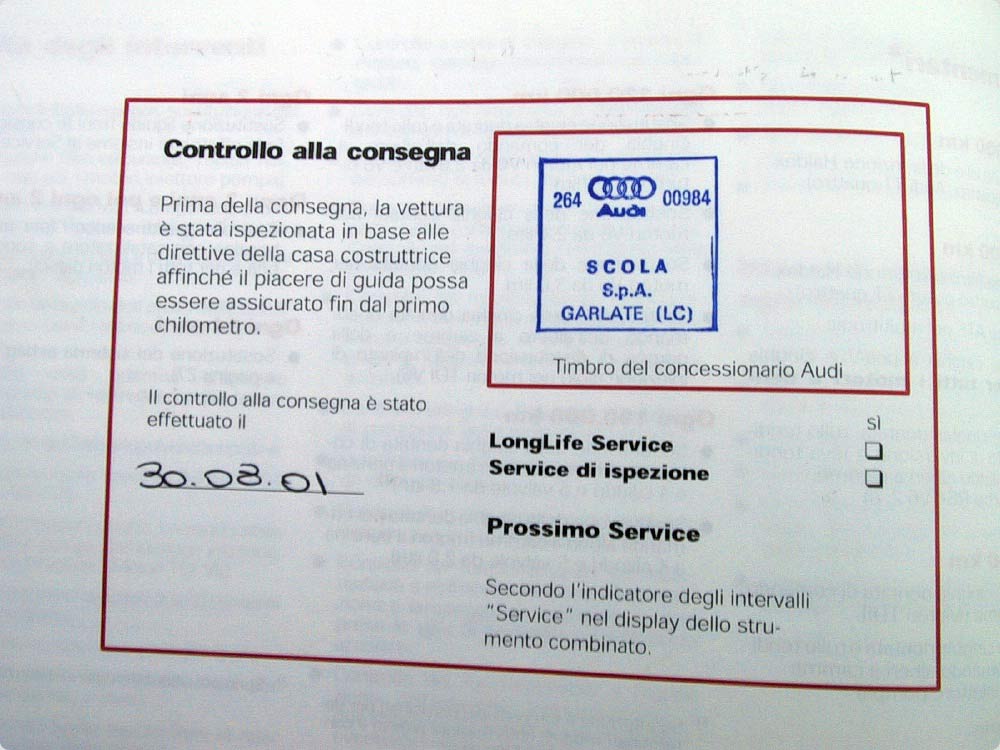 Controllo alla consegna
Prima della consegna, la vettura
è stata ispezionata in base alle
direttive della casa costruttrice
affinché il piacere di guida possa
essere assicurato fin dal primo
chilometro.
Il controllo alla consegna è stato
effettuato il
30.08.01
264 00984
Audi
SCOLA
S.p.A.
GARLATE (LC)
Timbro del concessionario Audi
sì
LongLife Service
Service di ispezione
Prossimo Service
Secondo l'indicatore degli intervalli
"Service" nel display dello stru-
mento combinato.